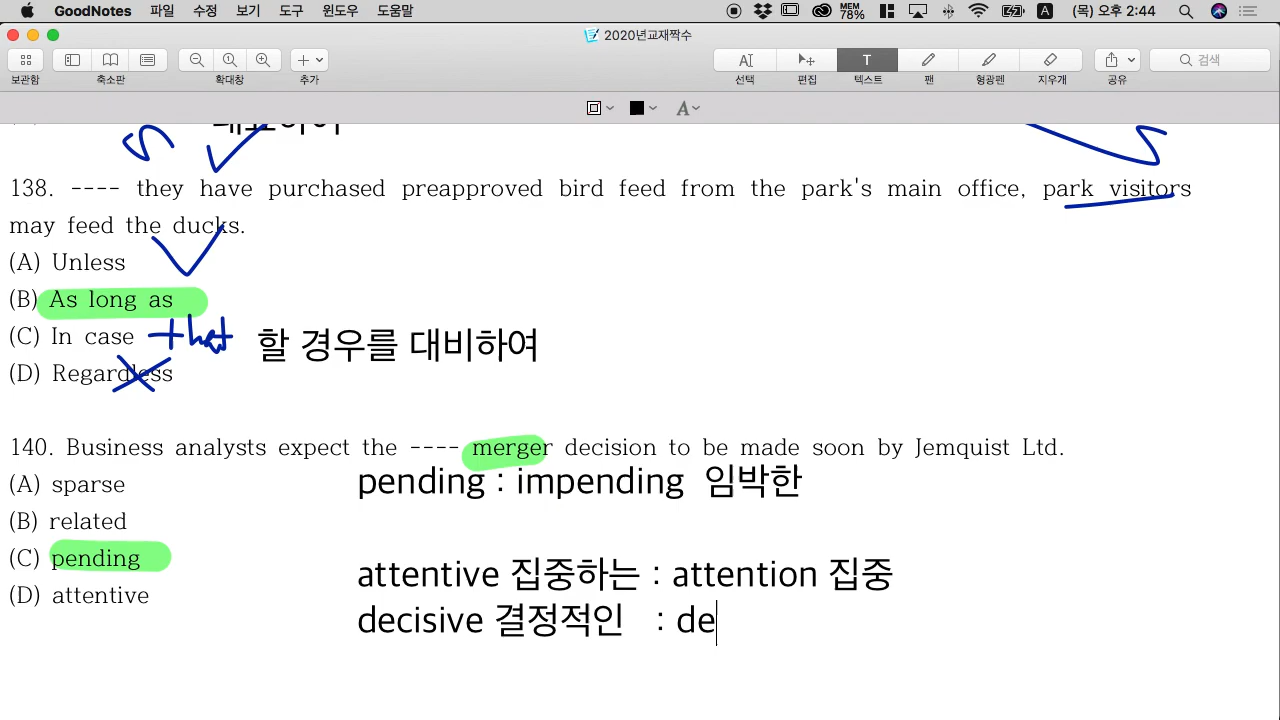 GoodNotes 파일 수정 보기 도구 윈도우 도움말 MEM 78% A (목) 오후 2:44
2020년교재짝수
보관함 축소판 확대창 추가 선택 편집 텍스트 펜 형광펜 지우개 공유 검색
138. ---- they have purchased preapproved bird feed from the park's main office, park visitors
may feed the ducks.
(A) Unless
(B) As long as
(C) In case that 할 경우를 대비하여
(D) Regardless
140. Business analysts expect the ---- merger decision to be made soon by Jemquist Ltd.
(A) sparse
pending : impending 임박한
(B) related
(C) pending
attentive 집중하는 : attention 집중
(D) attentive
decisive 결정적인 : de